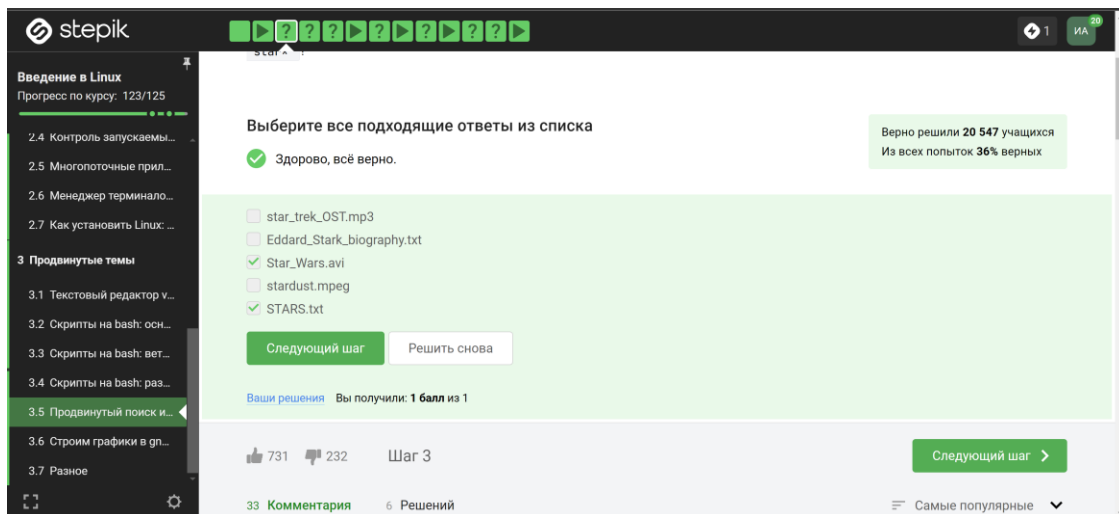 stepik
1
ИА
20
Введение в Linux
Прогресс по курсу: 123/125
2.4 Контроль запускаемы...
2.5 Многопоточные прил...
2.6 Менеджер терминало...
2.7 Как установить Linux: ...
3 Продвинутые темы
3.1 Текстовый редактор v...
3.2 Скрипты на bash: осн...
3.3 Скрипты на bash: вет...
3.4 Скрипты на bash: раз...
3.5 Продвинутый поиск и...
3.6 Строим графики в gn...
3.7 Разное
Выберите все подходящие ответы из списка
Здорово, всё верно.
Верно решили 20 547 учащихся
Из всех попыток 36% верных
star_trek_OST.mp3
Eddard_Stark_biography.txt
Star_Wars.avi
stardust.mpeg
STARS.txt
Следующий шаг
Решить снова
Ваши решения Вы получили: 1 балл из 1
731 232 Шаг 3
Следующий шаг
33 Комментария 6 Решений
Самые популярные